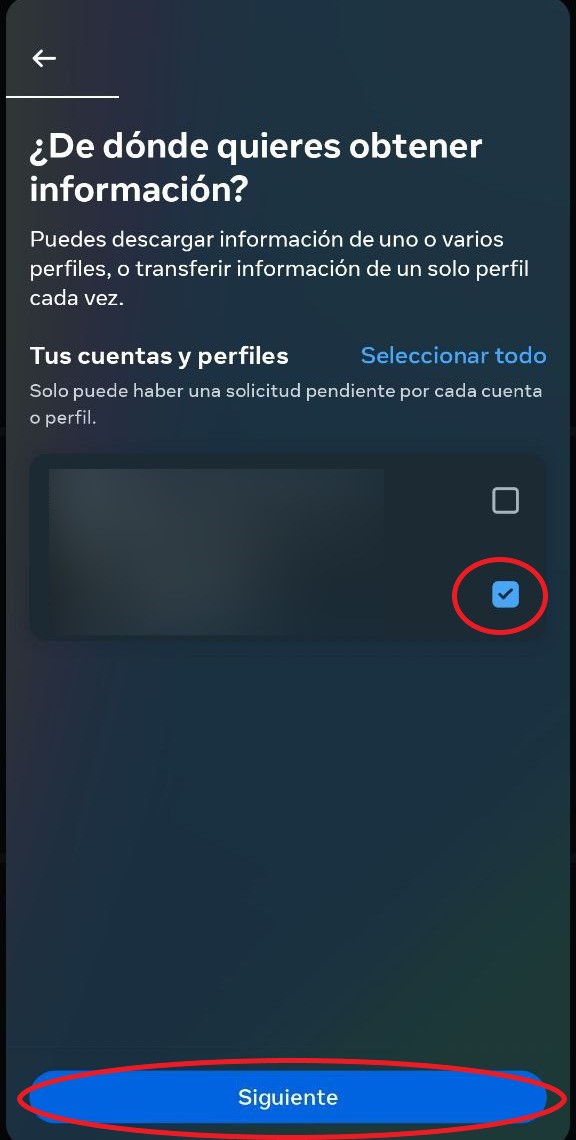 ¿De dónde quieres obtener
información?
Puedes descargar información de uno o varios
perfiles, o transferir información de un solo perfil
cada vez.
Tus cuentas y perfiles Seleccionar todo
Solo puede haber una solicitud pendiente por cada cuenta
o perfil.
Siguiente